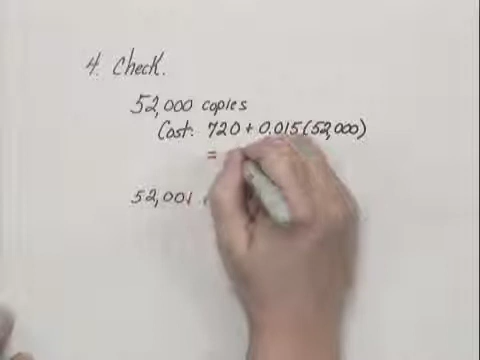 4. Check.
52,000 copies
Cost: 720 + 0.015(52,000)
=
52,001